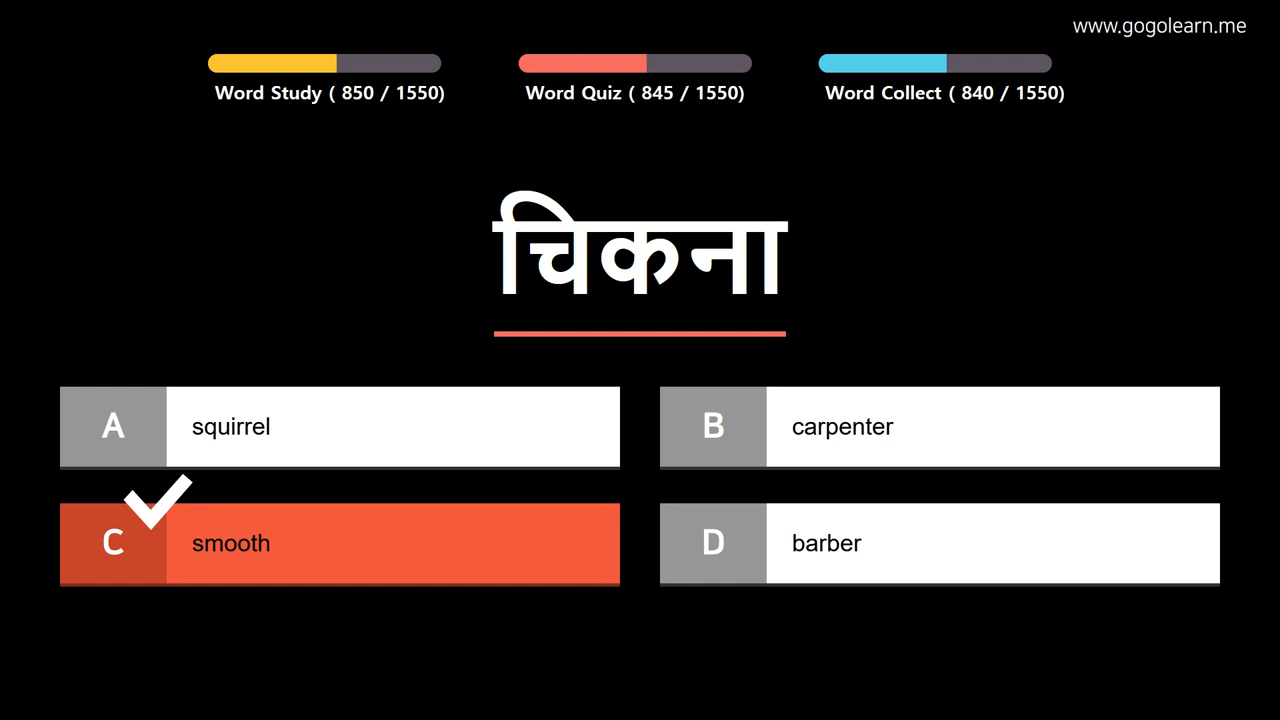 www.gogolearn.me
Word Study ( 850 / 1550)
Word Quiz ( 845 / 1550)
Word Collect ( 840 / 1550)
चिकना
A squirrel
B carpenter
C smooth
D barber